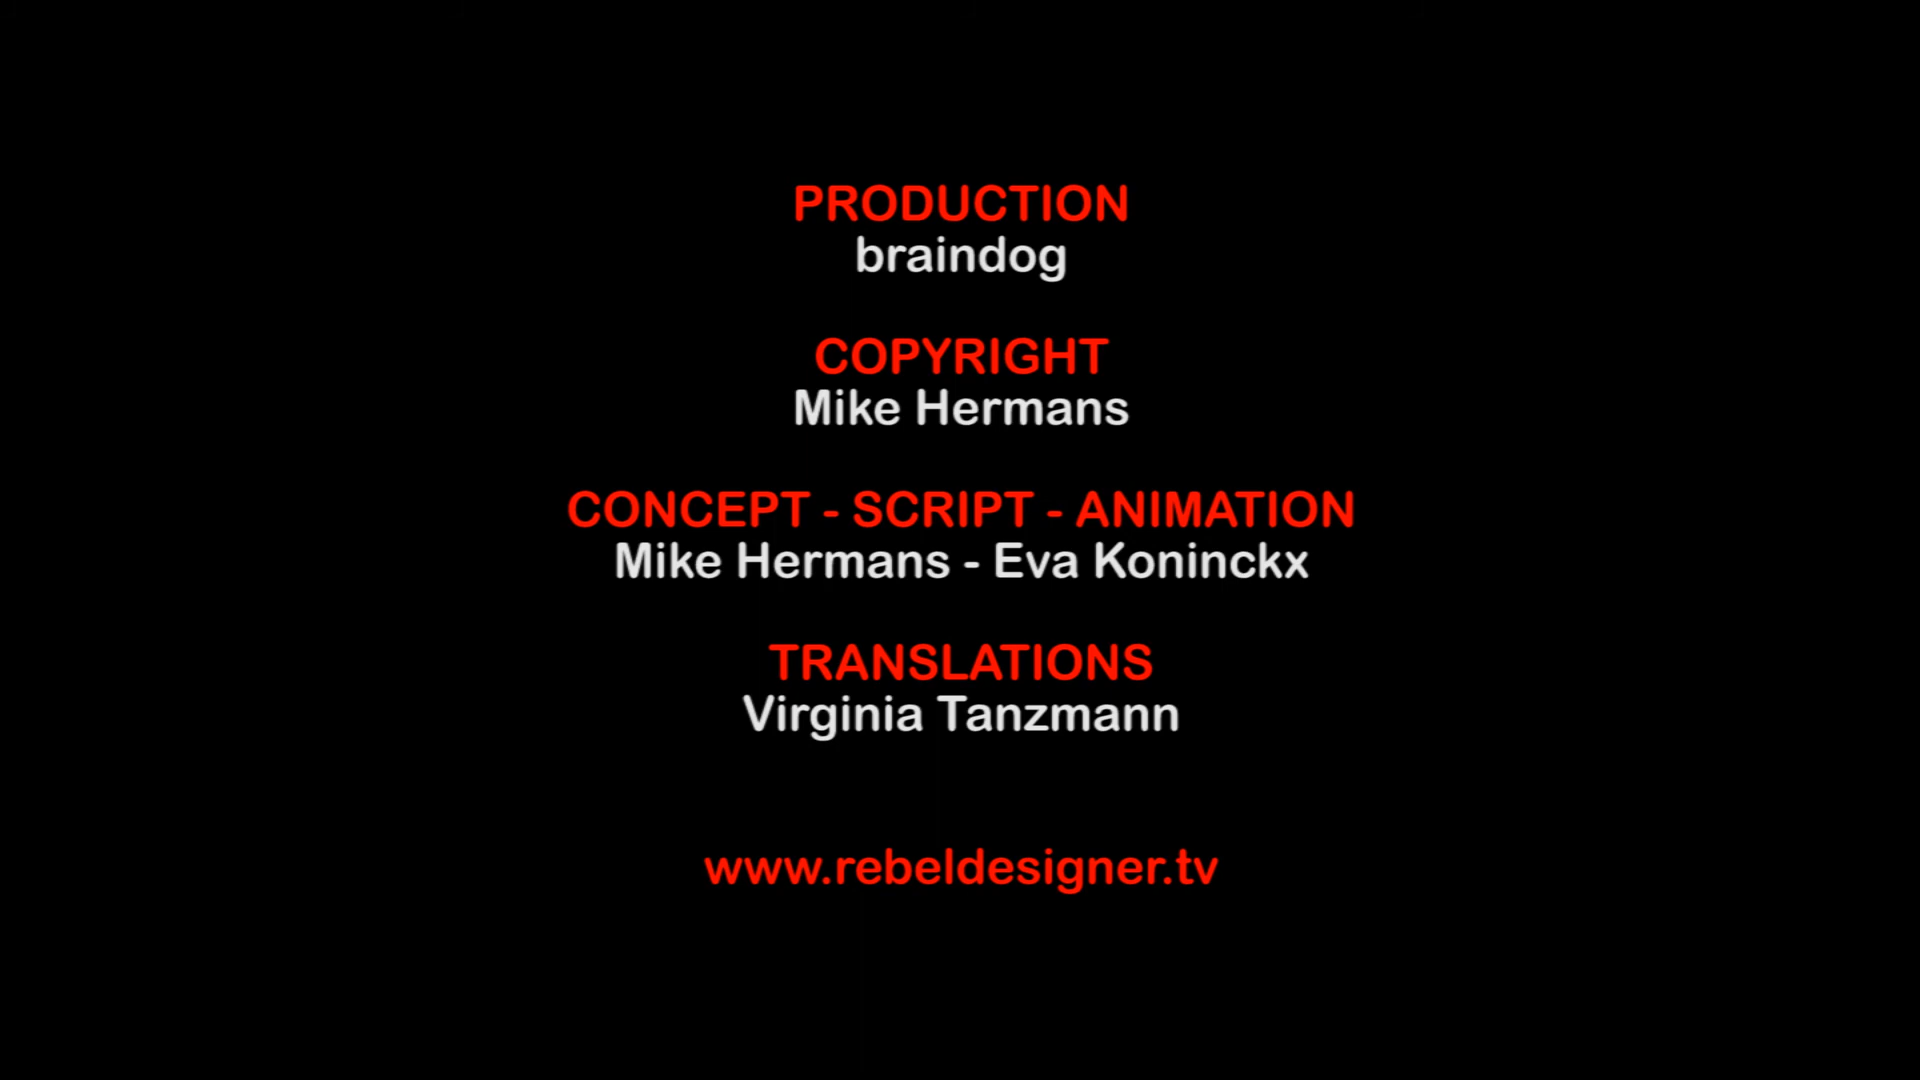 PRODUCTION
braindog
COPYRIGHT
Mike Hermans
CONCEPT - SCRIPT - ANIMATION
Mike Hermans - Eva Koninckx
TRANSLATIONS
Virginia Tanzmann
www.rebeldesigner.tv